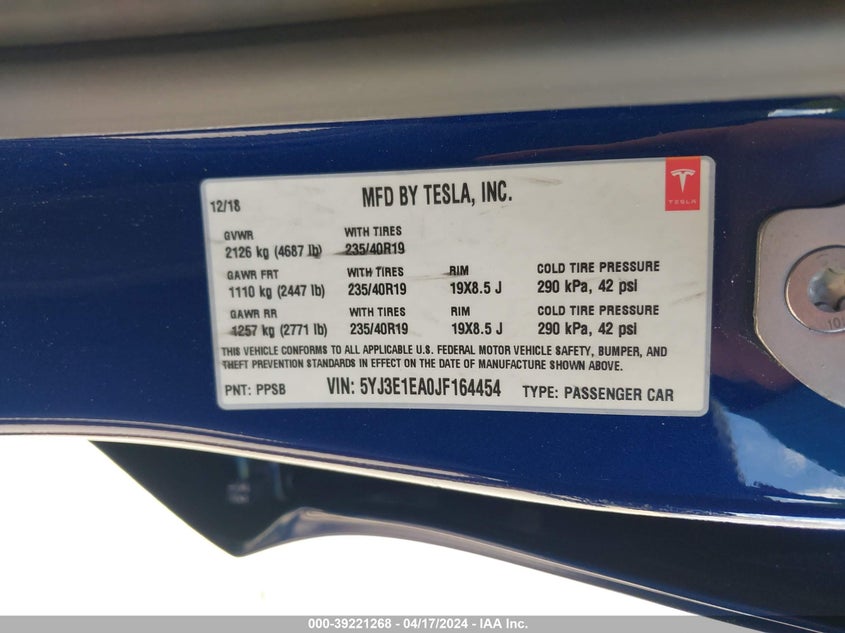 12/18 MFD BY TESLA, INC.
TESLA
GVWR WITH TIRES
2126 kg (4687 lb) 235/40R19
GAWR FRT WITH TIRES RIM COLD TIRE PRESSURE
1110 kg (2447 lb) 235/40R19 19X8.5 J 290 kPa, 42 psi
GAWR RR WITH TIRES RIM COLD TIRE PRESSURE
1257 kg (2771 lb) 235/40R19 19X8.5 J 290 kPa, 42 psi
THIS VEHICLE CONFORMS TO ALL APPLICABLE U.S. FEDERAL MOTOR VEHICLE SAFETY, BUMPER, AND
THEFT PREVENTION STANDARDS IN EFFECT ON THE DATE OF MANUFACTURE SHOWN ABOVE.
PNT: PPSB VIN: 5YJ3E1EA0JF164454 TYPE: PASSENGER CAR
000-39221268 - 04/17/2024 - IAA Inc.